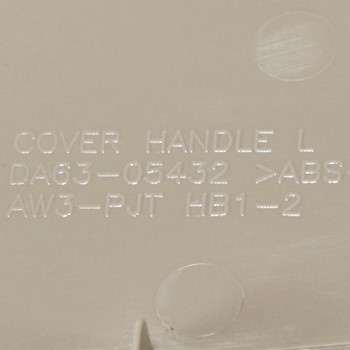 COVER HANDLE L
DA63-05432 >ABS
AW3-PJT HB1-2